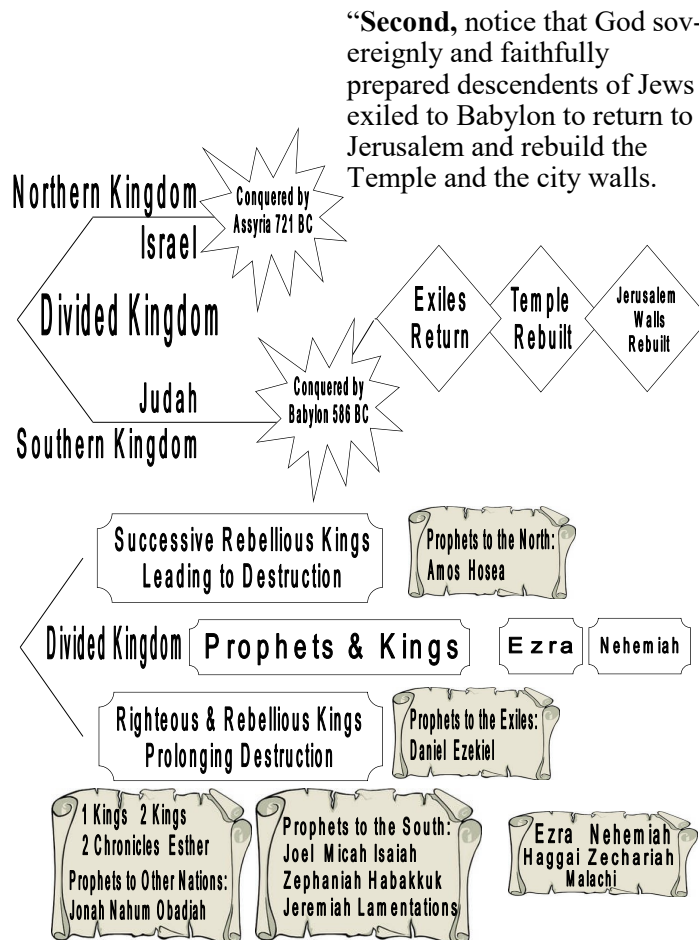 “Second, notice that God sov-
ereignly and faithfully
prepared descendents of Jews
exiled to Babylon to return to
Jerusalem and rebuild the
Temple and the city walls.
Northern Kingdom
Israel
Conquered by
Assyria 721 BC
Divided Kingdom
Exiles
Return
Temple
Rebuilt
Jerusalem
Walls
Rebuilt
Judah
Southern Kingdom
Conquered by
Babylon 586 BC
Successive Rebellious Kings
Leading to Destruction
Prophets to the North:
Amos Hosea
Divided Kingdom
Prophets & Kings
Ezra
Nehemiah
Righteous & Rebellious Kings
Prolonging Destruction
Prophets to the Exiles:
Daniel Ezekiel
1 Kings 2 Kings
2 Chronicles Esther
Prophets to Other Nations:
Jonah Nahum Obadiah
Prophets to the South:
Joel Micah Isaiah
Zephaniah Habakkuk
Jeremiah Lamentations
Ezra Nehemiah
Haggai Zechariah
Malachi